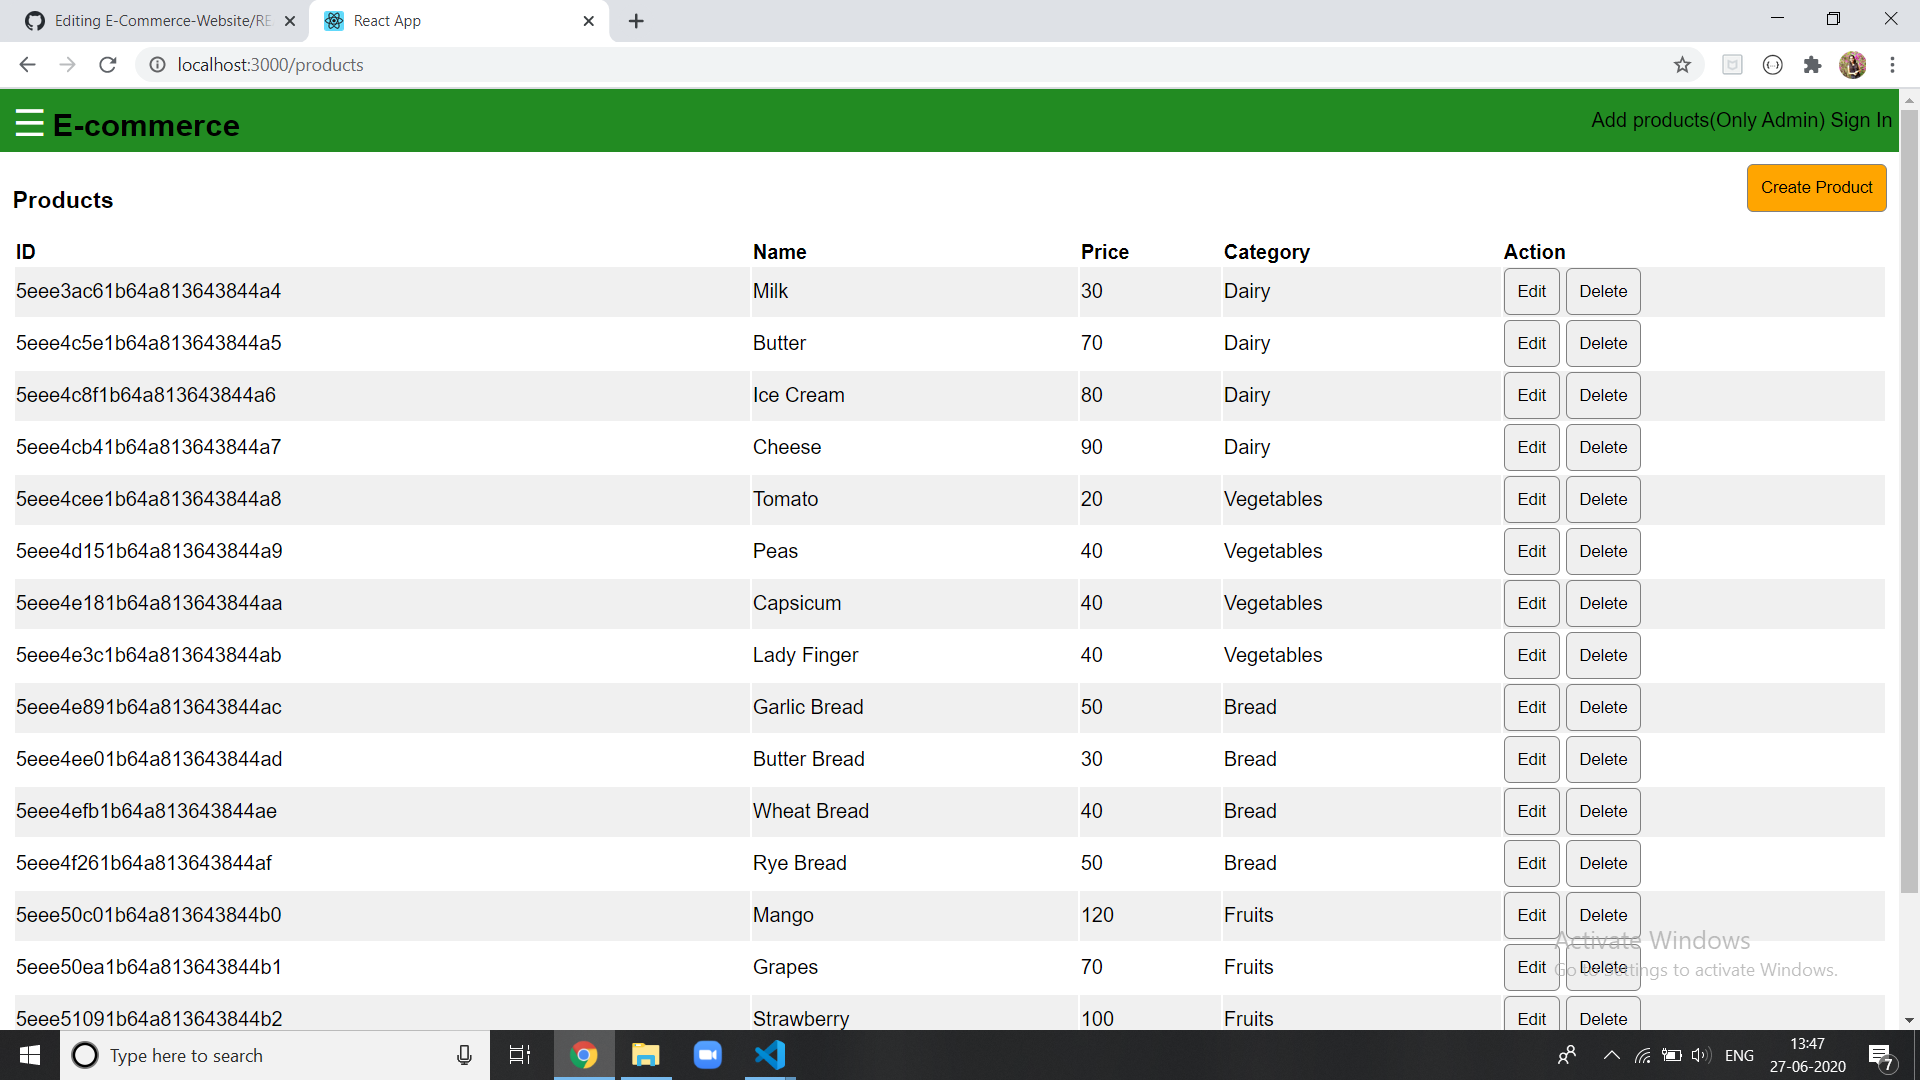 Editing E-Commerce-Website/RE
React App
localhost:3000/products
E-commerce
Add products(Only Admin) Sign In
Create Product
Products
ID Name Price Category Action
5eee3ac61b64a813643844a4 Milk 30 Dairy Edit Delete
5eee4c5e1b64a813643844a5 Butter 70 Dairy Edit Delete
5eee4c8f1b64a813643844a6 Ice Cream 80 Dairy Edit Delete
5eee4cb41b64a813643844a7 Cheese 90 Dairy Edit Delete
5eee4cee1b64a813643844a8 Tomato 20 Vegetables Edit Delete
5eee4d151b64a813643844a9 Peas 40 Vegetables Edit Delete
5eee4e181b64a813643844aa Capsicum 40 Vegetables Edit Delete
5eee4e3c1b64a813643844ab Lady Finger 40 Vegetables Edit Delete
5eee4e891b64a813643844ac Garlic Bread 50 Bread Edit Delete
5eee4ee01b64a813643844ad Butter Bread 30 Bread Edit Delete
5eee4efb1b64a813643844ae Wheat Bread 40 Bread Edit Delete
5eee4f261b64a813643844af Rye Bread 50 Bread Edit Delete
5eee50c01b64a813643844b0 Mango 120 Fruits Edit Delete
Activate Windows
5eee50ea1b64a813643844b1 Grapes 70 Fruits Edit Delete
Go to Settings to activate Windows.
5eee51091b64a813643844b2 Strawberry 100 Fruits Edit Delete
Type here to search
ENG
13:47
27-06-2020
7